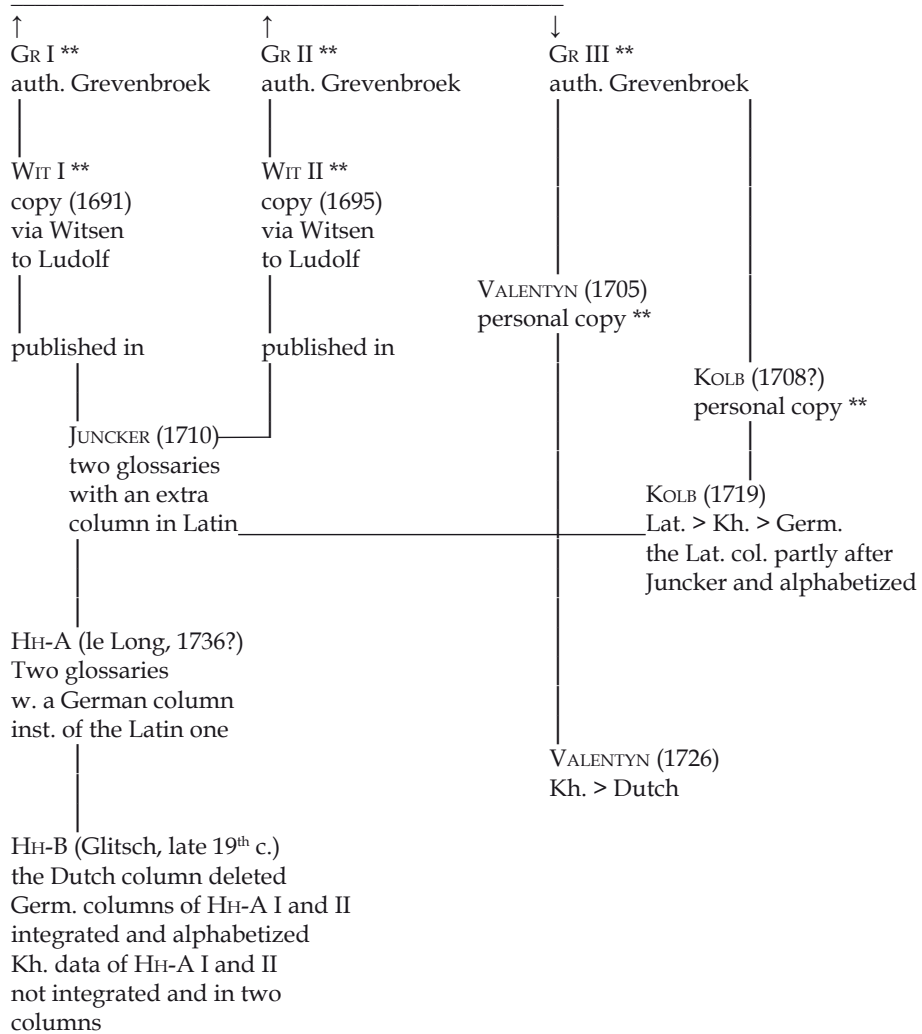 ↑ ↑ ↓
GR I ** GR II ** GR III **
auth. Grevenbroek auth. Grevenbroek auth. Grevenbroek
WIT I ** WIT II **
copy (1691) copy (1695)
via Witsen via Witsen
to Ludolf to Ludolf
VALENTYN (1705)
personal copy **
published in published in
KOLB (1708?)
personal copy **
JUNCKER (1710)
two glossaries
with an extra
column in Latin
KOLB (1719)
Lat. > Kh. > Germ.
the Lat. col. partly after
Juncker and alphabetized
HH-A (le Long, 1736?)
Two glossaries
w. a German column
inst. of the Latin one
VALENTYN (1726)
Kh. > Dutch
HH-B (Glitsch, late 19th c.)
the Dutch column deleted
Germ. columns of HH-A I and II
integrated and alphabetized
Kh. data of HH-A I and II
not integrated and in two
columns